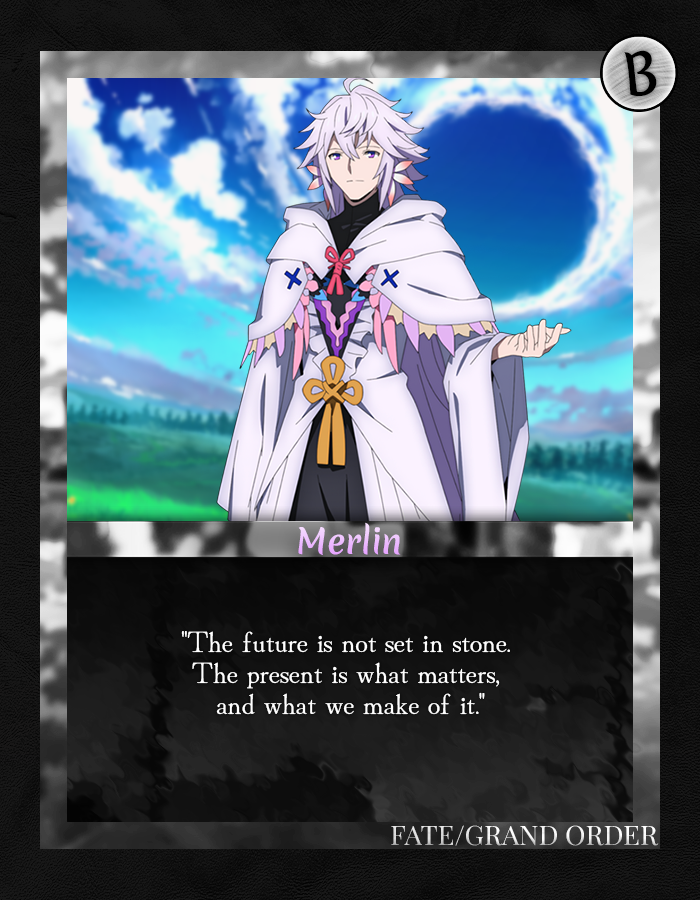 B
Merlin
"The future is not set in stone.
The present is what matters,
and what we make of it."
FATE/GRAND ORDER